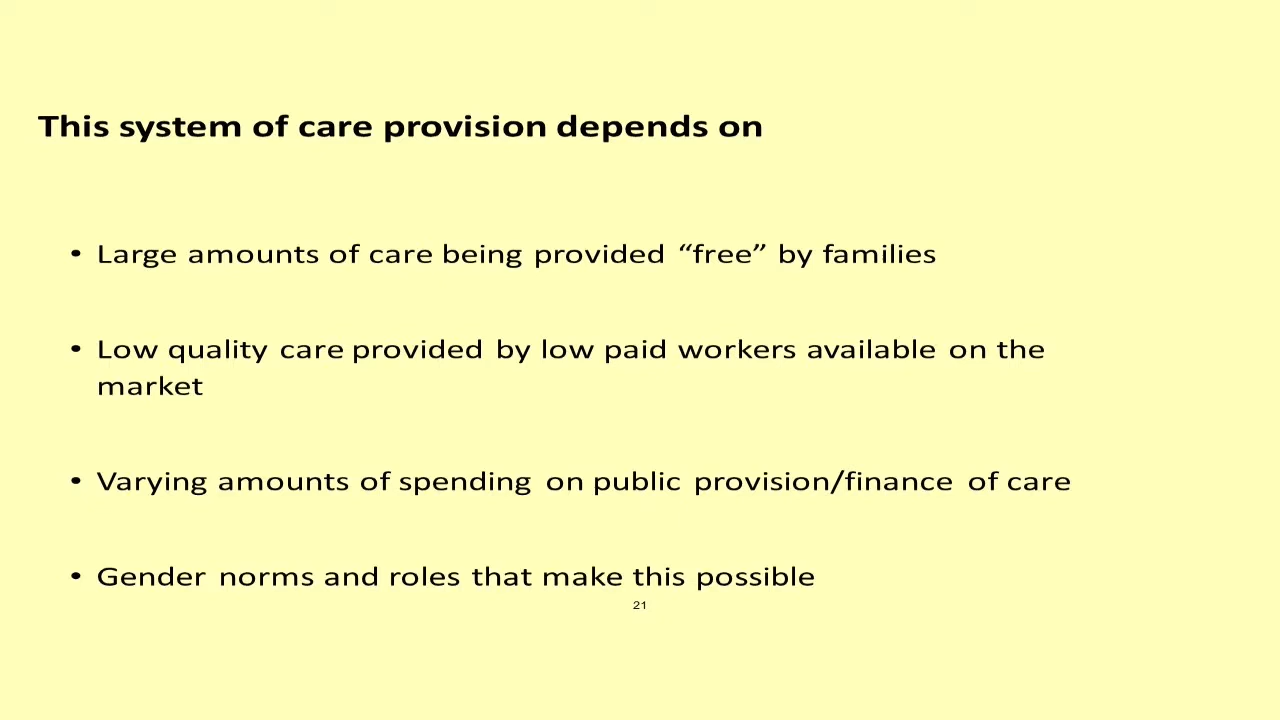 This system of care provision depends on
• Large amounts of care being provided “free” by families
• Low quality care provided by low paid workers available on the
market
• Varying amounts of spending on public provision/finance of care
• Gender norms and roles that make this possible
21